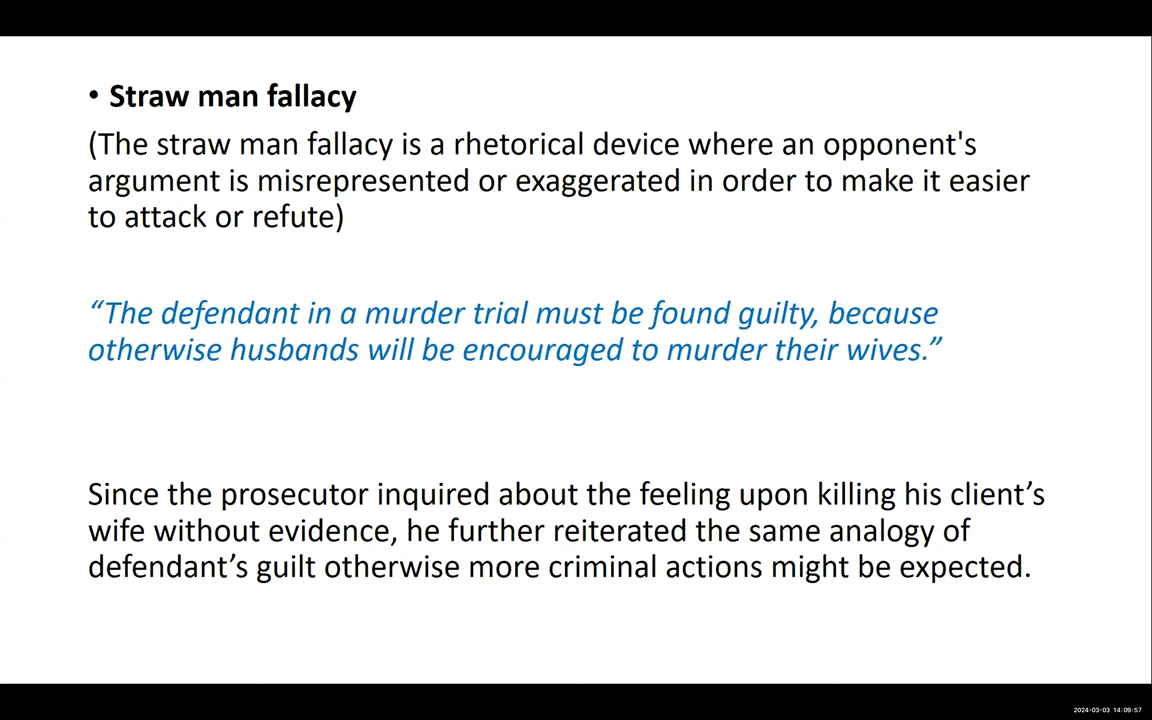 • Straw man fallacy
(The straw man fallacy is a rhetorical device where an opponent's
argument is misrepresented or exaggerated in order to make it easier
to attack or refute)
“The defendant in a murder trial must be found guilty, because
otherwise husbands will be encouraged to murder their wives.”
Since the prosecutor inquired about the feeling upon killing his client’s
wife without evidence, he further reiterated the same analogy of
defendant’s guilt otherwise more criminal actions might be expected.
2024-03-03 14:09:57